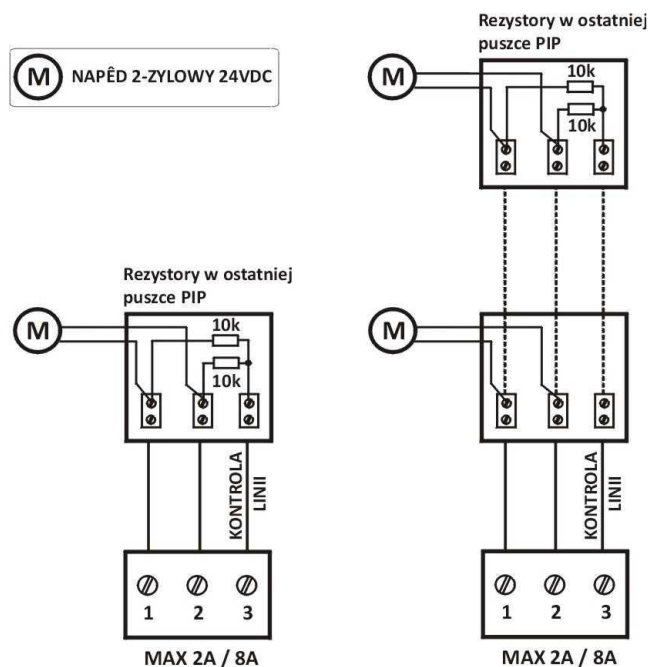 M NAPÊD 2-ZYLOWY 24VDC
Rezystory w ostatniej
puszce PIP
M
10k
10k
KONTROLA
LINII
1 2 3
MAX 2A / 8A
Rezystory w ostatniej
puszce PIP
M
10k
10k
M
KONTROLA
LINII
1 2 3
MAX 2A / 8A